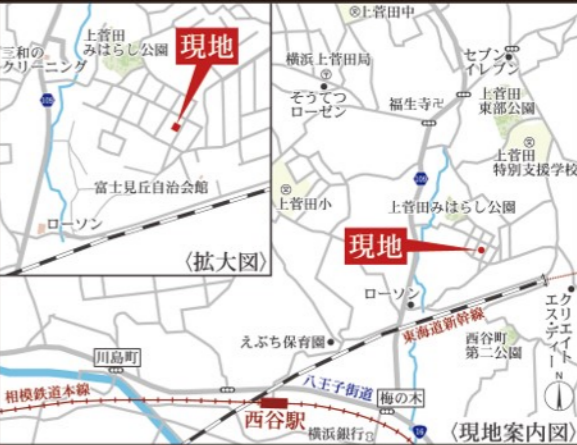 三和の
クリーニング
上菅田
みはらし公園
現地
富士見丘自治会館
ローソン
〈拡大図〉
上菅田中
横浜上菅田局
そうてつ
ローゼン
福生寺卍
セブン
イレブン
上菅田
東部公園
上菅田
特別支援学校
上菅田小
上菅田みはらし公園
現地
ローソン
東海道新幹線
クリエイト
エス・ディー
えぶち保育園
西谷町
第二公園
川島町
八王子街道
梅の木
相模鉄道本線
西谷駅
横浜銀行
16
N
〈現地案内図〉